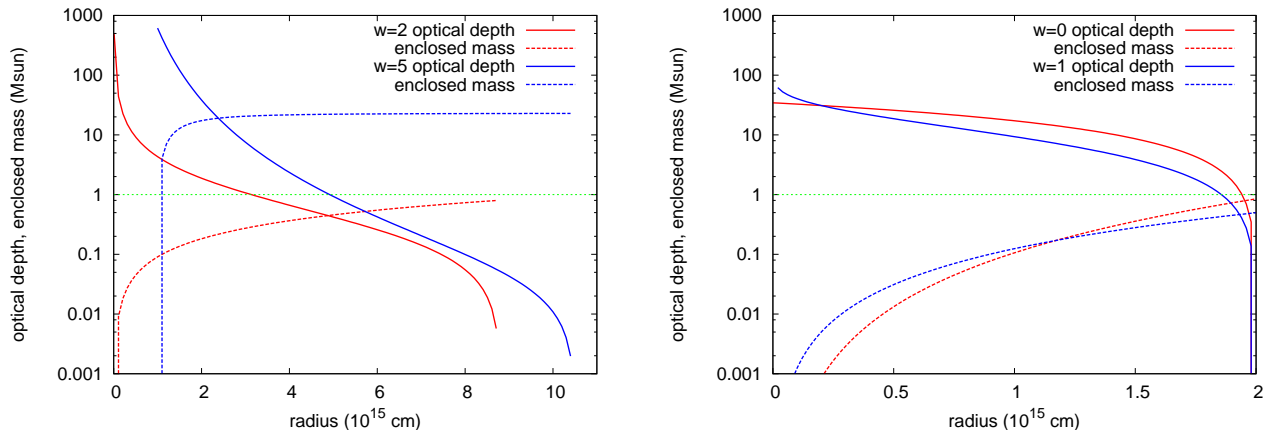 optical depth, enclosed mass (Msun)
1000
100
10
1
0.1
0.01
0.001
w=2 optical depth
enclosed mass
w=5 optical depth
enclosed mass
0 2 4 6 8 10
radius (10^15 cm)
optical depth, enclosed mass (Msun)
1000
100
10
1
0.1
0.01
0.001
w=0 optical depth
enclosed mass
w=1 optical depth
enclosed mass
0 0.5 1 1.5 2
radius (10^15 cm)